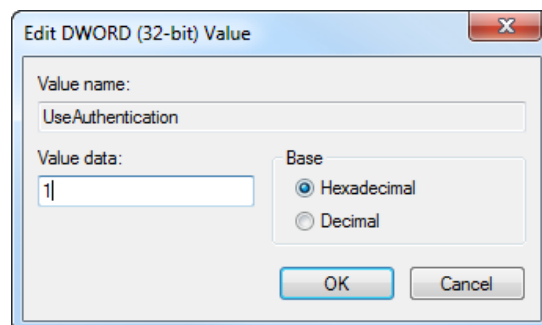 Edit DWORD (32-bit) Value
Value name:
UseAuthentication
Value data:
1
Base
Hexadecimal
Decimal
OK
Cancel